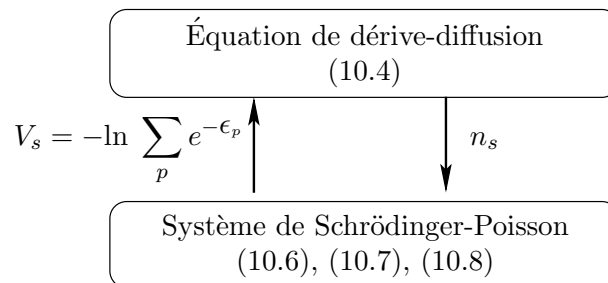 Équation de dérive-diffusion
(10.4)
V_s = −ln ∑_p e^{−ϵ_p}
n_s
Système de Schrödinger-Poisson
(10.6), (10.7), (10.8)